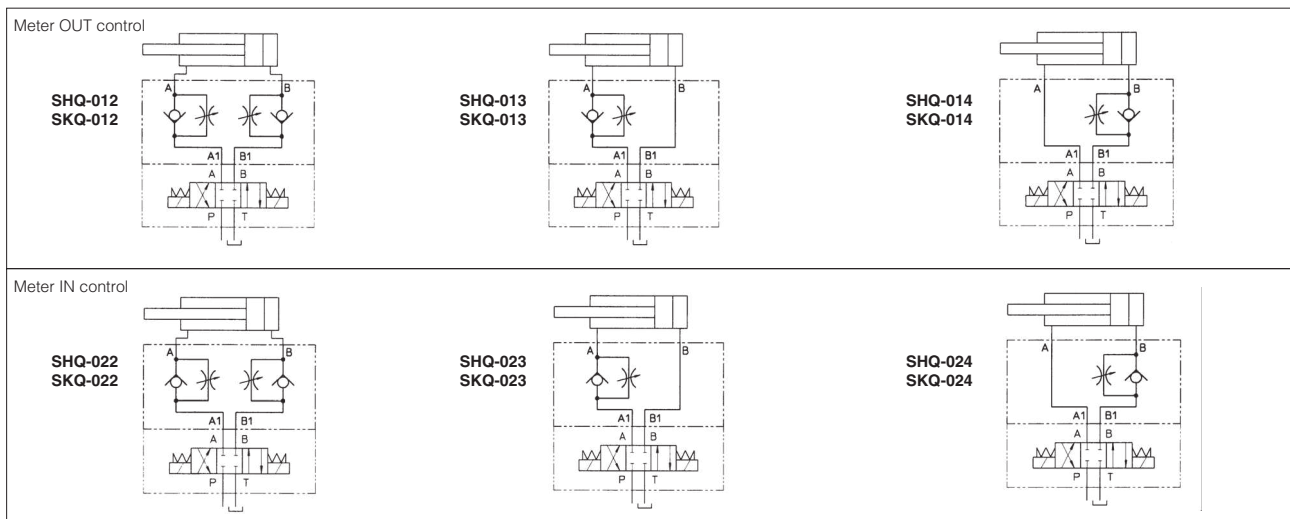 Meter OUT control
SHQ-012
SKQ-012
A
B
A1
B1
A
B
P
T
SHQ-013
SKQ-013
A
B
A1
B1
A
B
P
T
SHQ-014
SKQ-014
A
B
A1
B1
A
B
P
T
Meter IN control
SHQ-022
SKQ-022
A
B
A1
B1
A
B
P
T
SHQ-023
SKQ-023
A
B
A1
B1
A
B
P
T
SHQ-024
SKQ-024
A
B
A1
B1
A
B
P
T